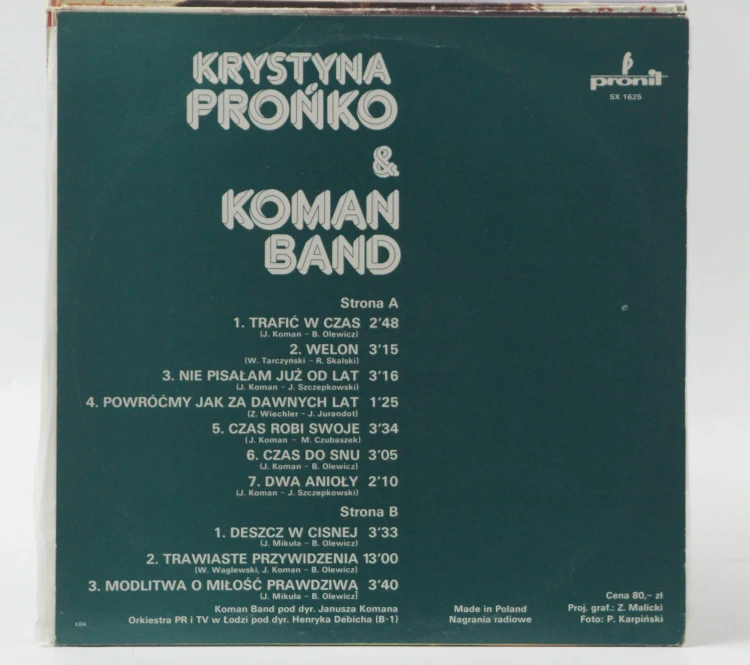 KRYSTYNA
PROŃKO
&
KOMAN
BAND
pronit
SX 1625
Strona A
1. TRAFIĆ W CZAS 2'48
(J. Koman – B. Olewicz)
2. WELON 3'15
(W. Tarczyński – R. Skalski)
3. NIE PISAŁAM JUŻ OD LAT 3'16
(J. Koman – J. Szczepkowski)
4. POWRÓĆMY JAK ZA DAWNYCH LAT 1'25
(Z. Wiechler – J. Jurandot)
5. CZAS ROBI SWOJE 3'34
(J. Koman – M. Czubaszek)
6. CZAS DO SNU 3'05
(J. Koman – B. Olewicz)
7. DWA ANIOŁY 2'10
(J. Koman – J. Szczepkowski)
Strona B
1. DESZCZ W CISNEJ 3'33
(J. Mikuła – B. Olewicz)
2. TRAWIASTE PRZYWIDZENIA 13'00
(W. Waglewski, J. Koman – B. Olewicz)
3. MODLITWA O MIŁOŚĆ PRAWDZIWĄ 3'40
(J. Mikuła – B. Olewicz)
Koman Band pod dyr. Janusza Komana
Orkiestra PR i TV w Łodzi pod dyr. Henryka Debicha (B-1)
Made in Poland
Nagrania radiowe
Cena 80,– zł
Proj. graf.: Z. Malicki
Foto: P. Karpiński